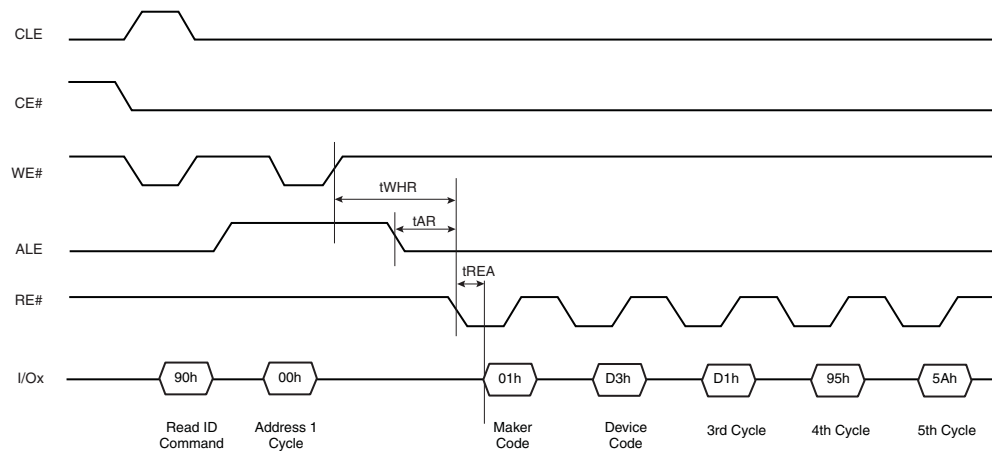 CLE
CE#
WE#
tWHR
tAR
ALE
tREA
RE#
I/Ox
90h
00h
01h
D3h
D1h
95h
5Ah
Read ID
Command
Address 1
Cycle
Maker
Code
Device
Code
3rd Cycle
4th Cycle
5th Cycle